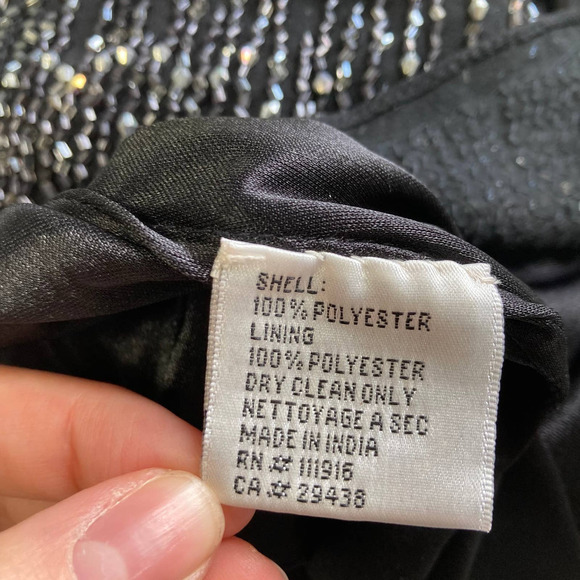 SHELL:
100% POLYESTER
LINING
100% POLYESTER
DRY CLEAN ONLY
NETTOYAGE A SEC
MADE IN INDIA
RN ☆ 111916
CA ☆ 29438